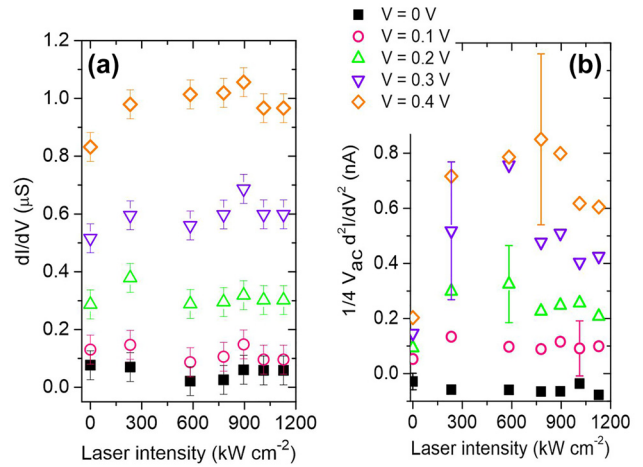 V = 0 V
V = 0.1 V
V = 0.2 V
V = 0.3 V
V = 0.4 V
(a)
dI/dV (μS)
1.2
1.0
0.8
0.6
0.4
0.2
0.0
0 300 600 900 1200
Laser intensity (kW cm-2)
(b)
1/4 Vac d2I/dV2 (nA)
0.8
0.6
0.4
0.2
0.0
0 300 600 900 1200
Laser intensity (kW cm-2)